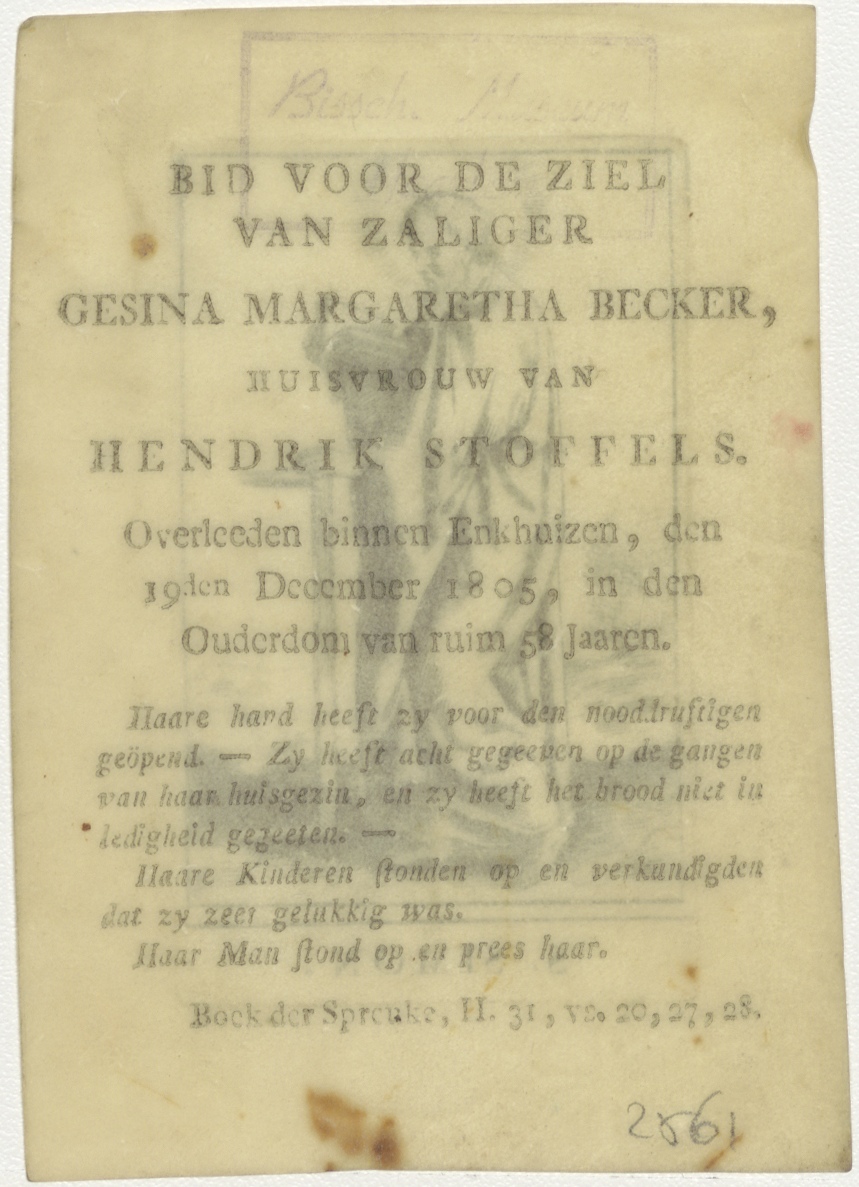 Bissch. Museum
BID VOOR DE ZIEL
VAN ZALIGER
GESINA MARGARETHA BECKER,
HUISVROUW VAN
HENDRIK STOFFELS.
Overleeden binnen Enkhuizen, den
19den December 1805, in den
Ouderdom van ruim 58 Jaaren.
Haare hand heeft zy voor den nooddruftigen
geöpend. — Zy heeft acht gegeeven op de gangen
van haar huisgezin, en zy heeft het brood niet in
ledigheid gegeeten. —
Haare Kinderen ſtonden op en verkundigden
dat zy zeer gelukkig was.
Haar Man ſtond op en prees haar.
Boek der Spreuke, H. 31, vs. 20, 27, 28.
2861